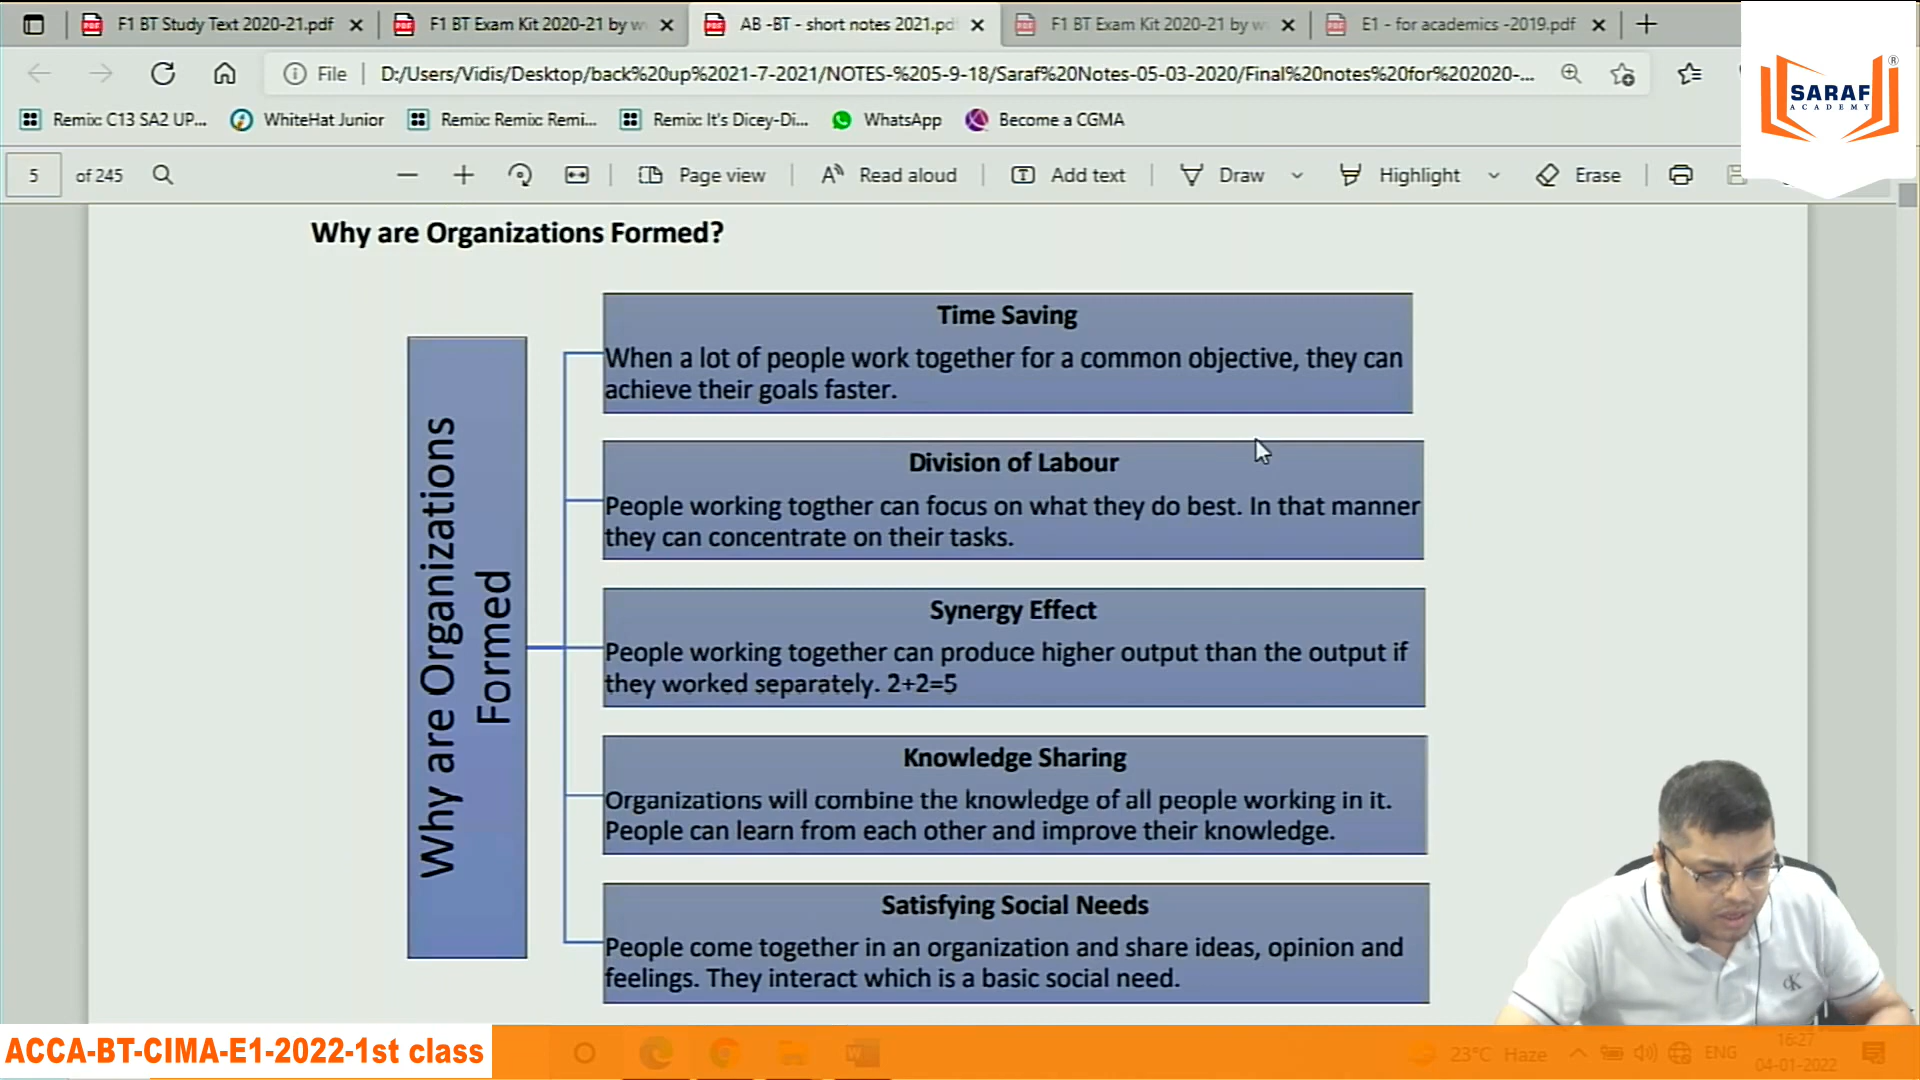 F1 BT Study Text 2020-21.pdf
F1 BT Exam Kit 2020-21 by w
AB -BT - short notes 2021.pd
F1 BT Exam Kit 2020-21 by w
E1 - for academics -2019.pdf
File
D:/Users/Vidis/Desktop/back%20up%2021-7-2021/NOTES-%205-9-18/Saraf%20Notes-05-03-2020/Final%20notes%20for%202020-...
SARAF
ACADEMY
®
Remix: C13 SA2 UP...
WhiteHat Junior
Remix: Remix Remi...
Remix: It's Dicey-Di...
WhatsApp
Become a CGMA
5 of 245
Page view
Read aloud
Add text
Draw
Highlight
Erase
Why are Organizations Formed?
Why are Organizations
Formed
Time Saving
When a lot of people work together for a common objective, they can
achieve their goals faster.
Division of Labour
People working togther can focus on what they do best. In that manner
they can concentrate on their tasks.
Synergy Effect
People working together can produce higher output than the output if
they worked separately. 2+2=5
Knowledge Sharing
Organizations will combine the knowledge of all people working in it.
People can learn from each other and improve their knowledge.
Satisfying Social Needs
People come together in an organization and share ideas, opinion and
feelings. They interact which is a basic social need.
cK
ACCA-BT-CIMA-E1-2022-1st class
23°C Haze
ENG
16:27
04-01-2022